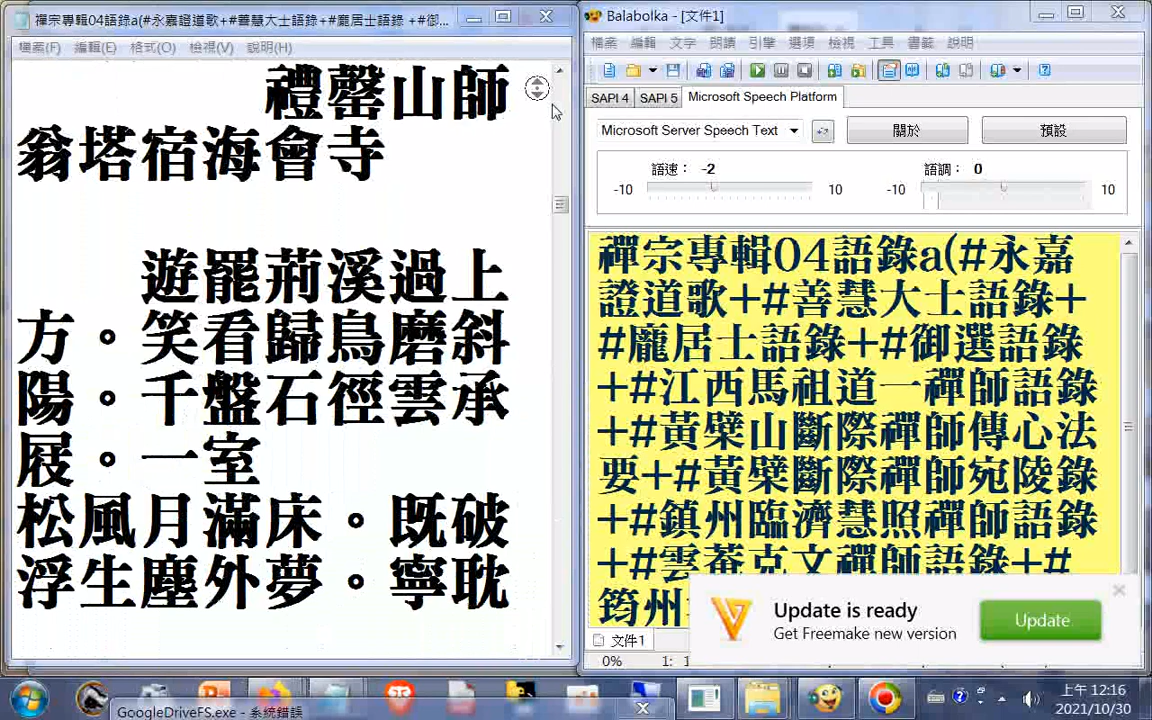 禪宗專輯04語錄a(#永嘉證道歌+#善慧大士語錄+#龐居士語錄 +#御...
檔案(F) 編輯(E) 格式(O) 檢視(V) 說明(H)
禮罄山師
翁塔宿海會寺
遊罷荊溪過上
方。笑看歸鳥磨斜
陽。千盤石徑雲承
屐。一室
松風月滿床。既破
浮生塵外夢。寧耽
Balabolka - [文件1]
檔案 編輯 文字 朗讀 引擎 選項 檢視 工具 書籤 說明
SAPI 4 SAPI 5 Microsoft Speech Platform
Microsoft Server Speech Text 關於 預設
語速： -2 語調： 0
-10 10 -10 10
禪宗專輯04語錄a(#永嘉
證道歌+#善慧大士語錄+
#龐居士語錄+#御選語錄
+#江西馬祖道一禪師語錄
+#黃檗山斷際禪師傳心法
要+#黃檗斷際禪師宛陵錄
+#鎮州臨濟慧照禪師語錄
+#雲菴克文禪師語錄+#
筠州
Update is ready
Get Freemake new version
Update
文件1
0% 1: 1
GoogleDriveFS.exe - 系統錯誤
上午 12:16
2021/10/30